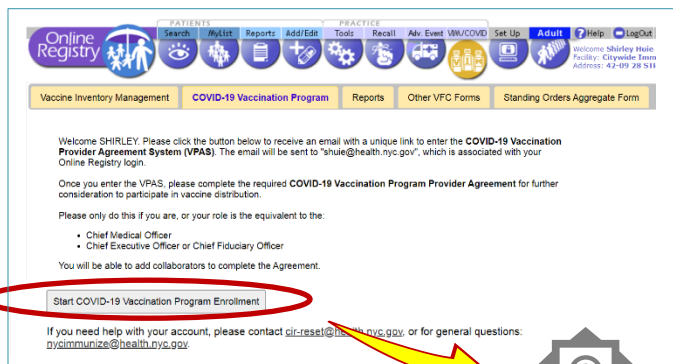 PATIENTS PRACTICE
Online Registry
Search MyList Reports Add/Edit Tools Recall Adv. Event VIM/COVID Set Up Adult Help LogOut
Welcome Shirley Huie
Facility: Citywide Imm
Address: 42-09 28 St
Vaccine Inventory Management COVID-19 Vaccination Program Reports Other VFC Forms Standing Orders Aggregate Form
Welcome SHIRLEY. Please click the button below to receive an email with a unique link to enter the COVID-19 Vaccination
Provider Agreement System (VPAS). The email will be sent to "shuie@health.nyc.gov", which is associated with your
Online Registry login.
Once you enter the VPAS, please complete the required COVID-19 Vaccination Program Provider Agreement for further
consideration to participate in vaccine distribution.
Please only do this if you are, or your role is the equivalent to the:
• Chief Medical Officer
• Chief Executive Officer or Chief Fiduciary Officer
You will be able to add collaborators to complete the Agreement.
Start COVID-19 Vaccination Program Enrollment
If you need help with your account, please contact cir-reset@health.nyc.gov, or for general questions:
nycimmunize@health.nyc.gov.